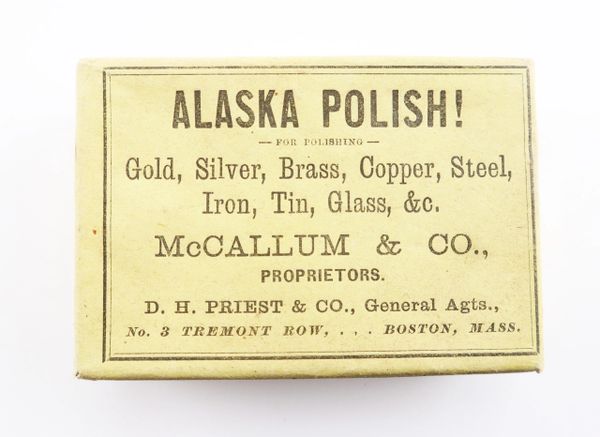 ALASKA POLISH!
— FOR POLISHING —
Gold, Silver, Brass, Copper, Steel,
Iron, Tin, Glass, &c.
McCALLUM & CO.,
PROPRIETORS.
D. H. PRIEST & CO., General Agts.,
No. 3 TREMONT ROW, . . . BOSTON, MASS.